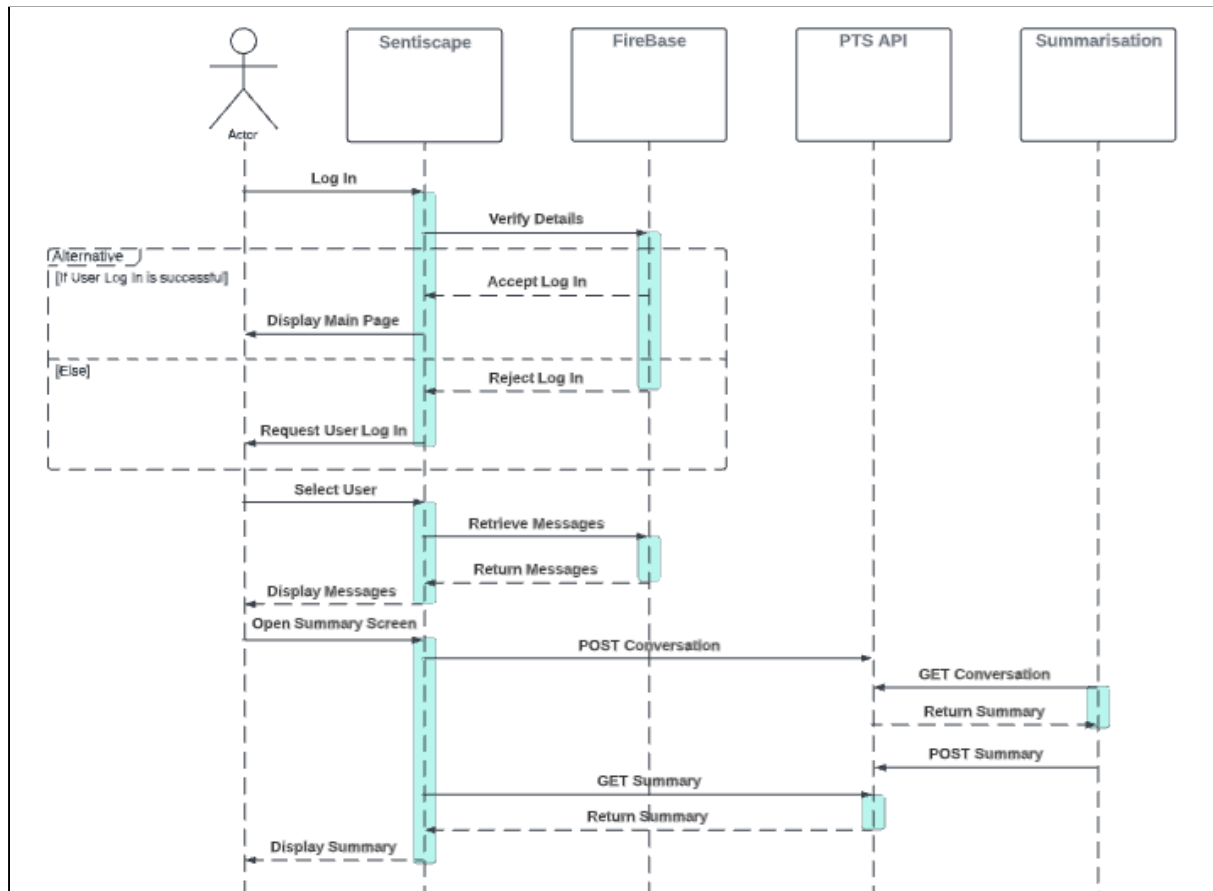 Sentiscape
FireBase
PTS API
Summarisation
Actor
Log In
Verify Details
Alternative
[If User Log In is successful]
Accept Log In
Display Main Page
[Else]
Reject Log In
Request User Log In
Select User
Retrieve Messages
Return Messages
Display Messages
Open Summary Screen
POST Conversation
GET Conversation
Return Summary
POST Summary
GET Summary
Return Summary
Display Summary